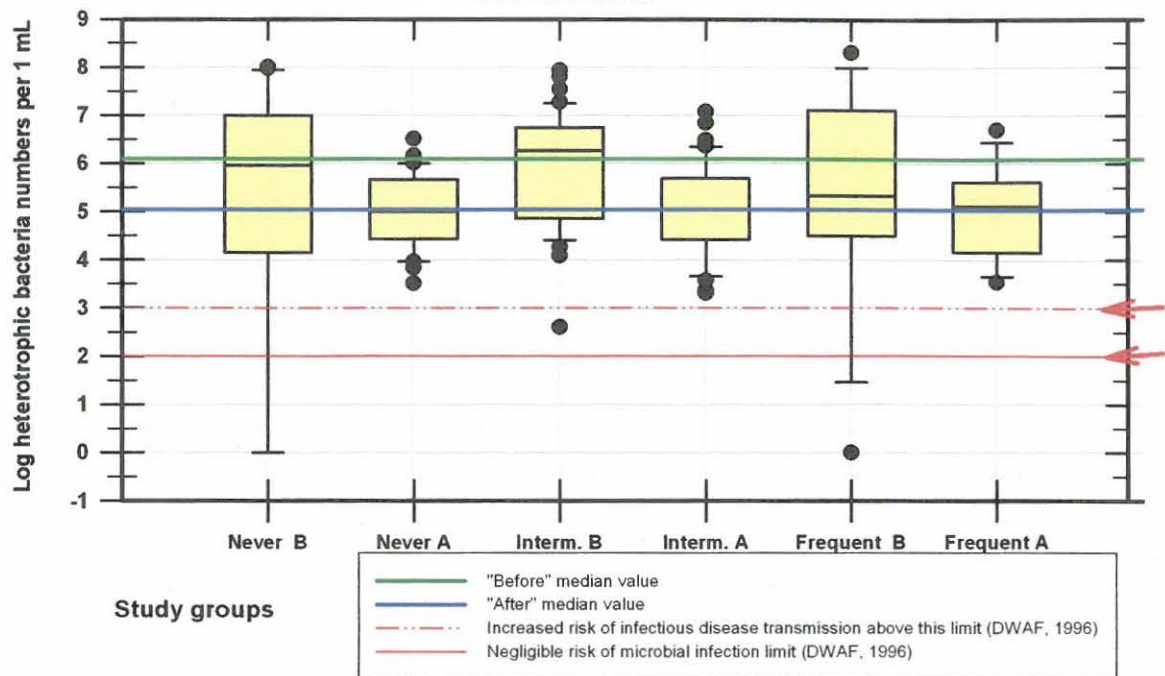 Log heterotrophic bacteria numbers per 1 mL
9
8
7
6
5
4
3
2
1
0
-1
Never B Never A Interm. B Interm. A Frequent B Frequent A
Study groups
"Before" median value
"After" median value
Increased risk of infectious disease transmission above this limit (DWAF, 1996)
Negligible risk of microbial infection limit (DWAF, 1996)